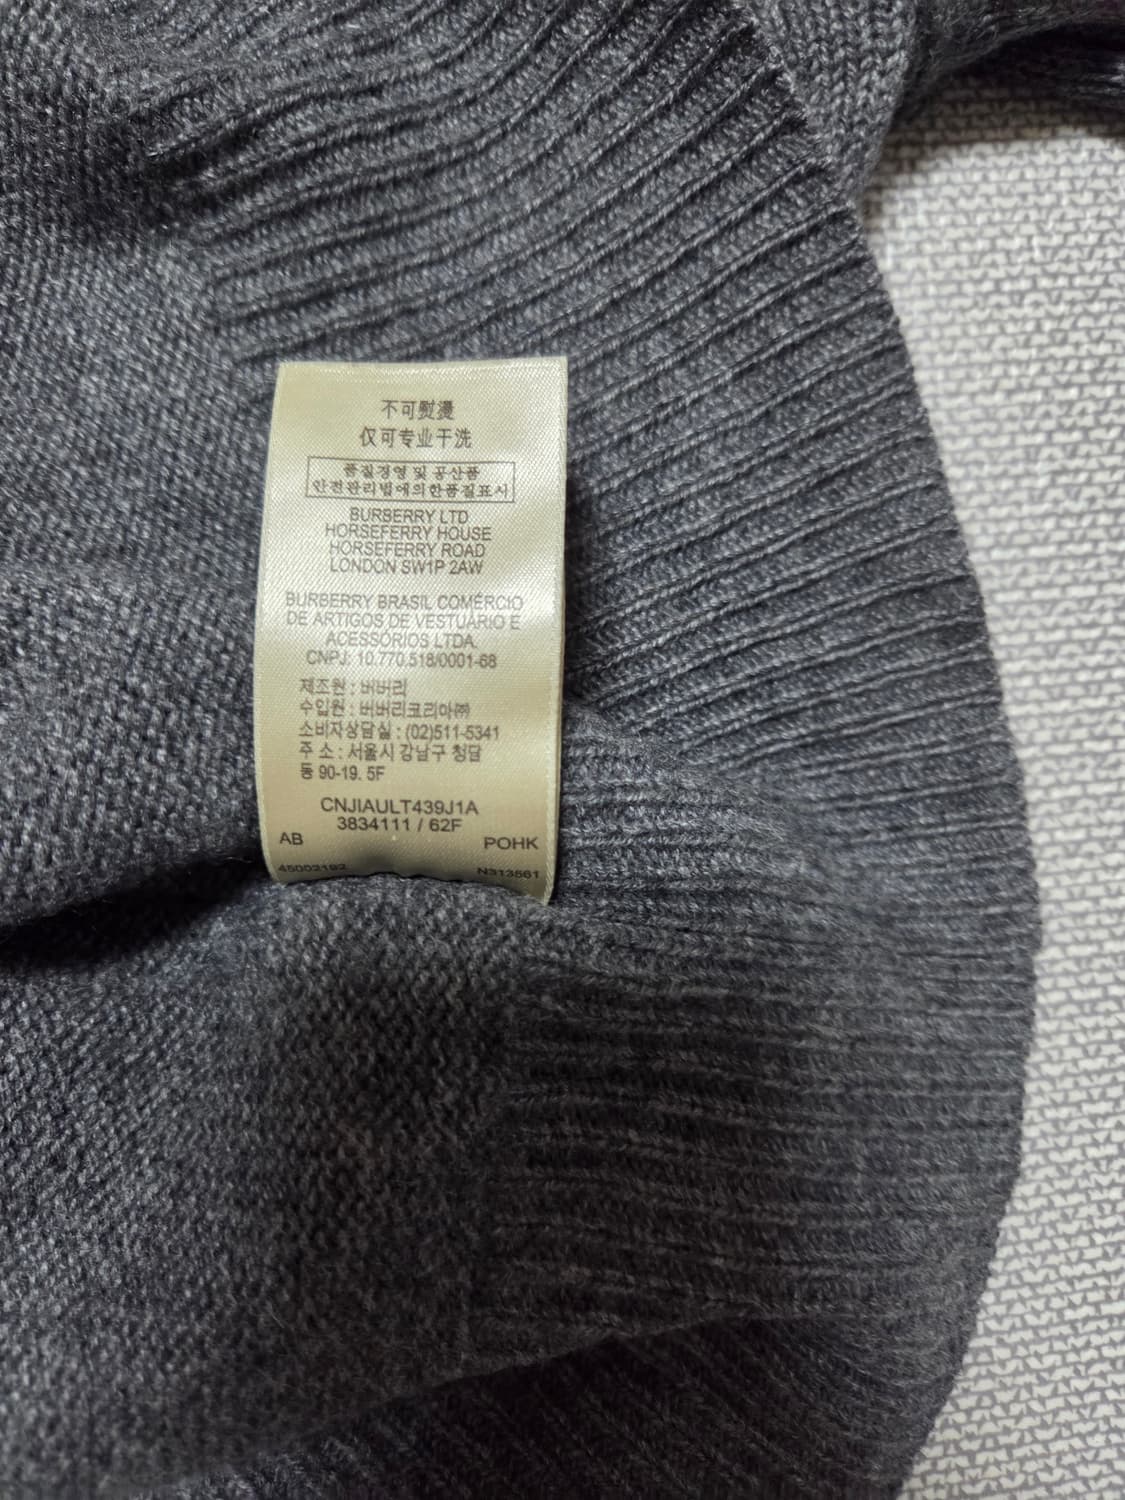 不可熨燙
仅可专业干洗
품질경영 및 공산품
안전관리법에의한품질표시
BURBERRY LTD
HORSEFERRY HOUSE
HORSEFERRY ROAD
LONDON SW1P 2AW
BURBERRY BRASIL COMÉRCIO
DE ARTIGOS DE VESTUÁRIO E
ACESSÓRIOS LTDA.
CNPJ: 10.770.518/0001-68
제조원 : 버버리
수입원 : 버버리코리아㈜
소비자상담실 : (02)511-5341
주 소 : 서울시 강남구 청담
동 90-19. 5F
CNJIAULT439J1A
3834111 / 62F
AB POHK
45003192 N313561